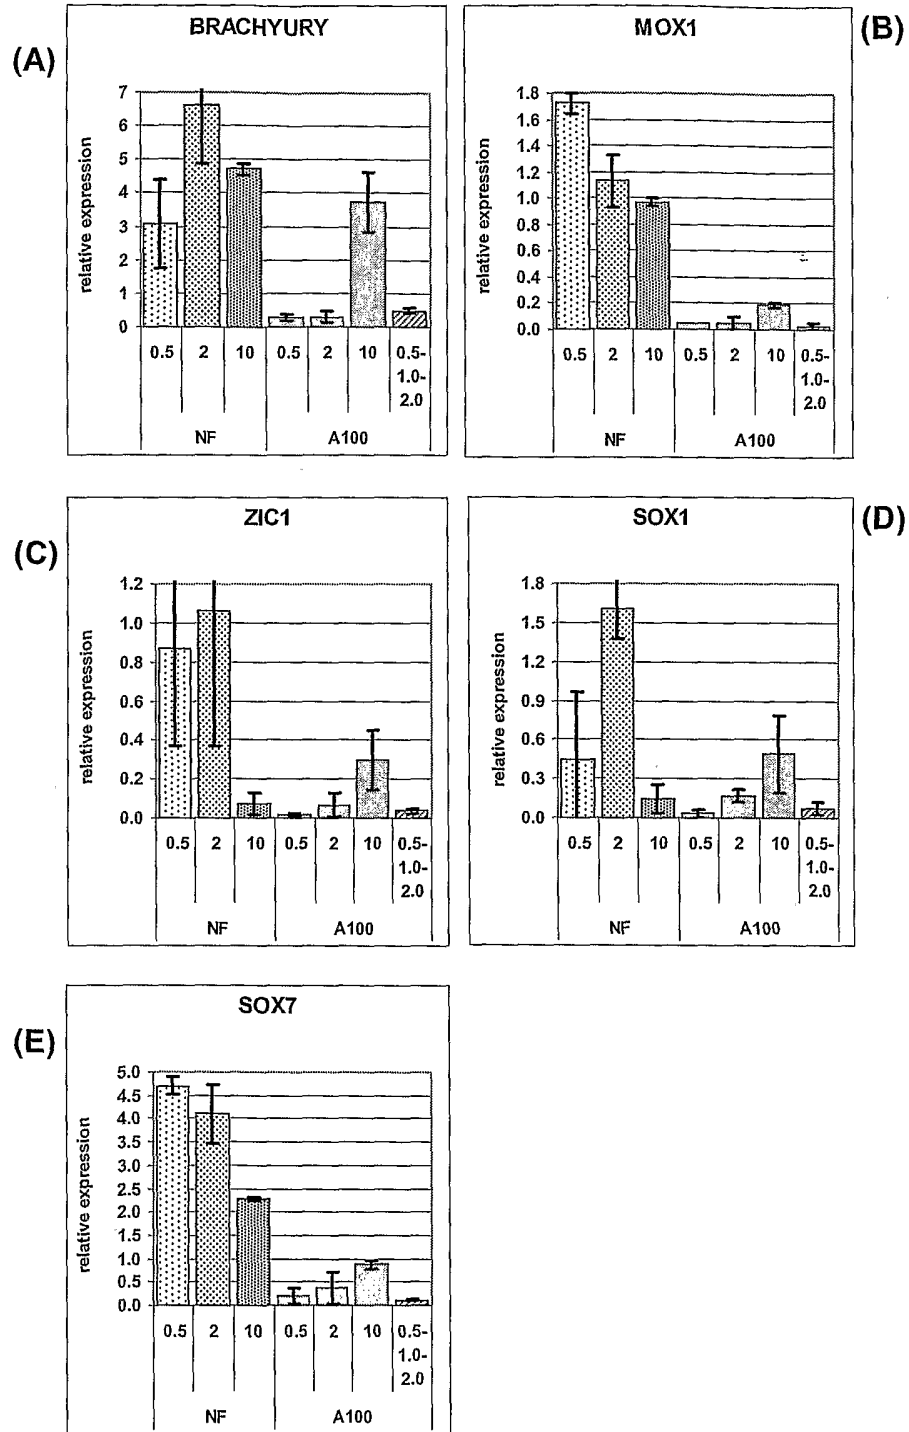 BRACHYURY
(A)
relative expression
7
6
5
4
3
2
1
0
0.5 2 10 0.5 2 10 0.5-
1.0-
2.0
NF A100
MOX1
(B)
relative expression
1.8
1.6
1.4
1.2
1.0
0.8
0.6
0.4
0.2
0.0
0.5 2 10 0.5 2 10 0.5-
1.0-
2.0
NF A100
ZIC1
(C)
relative expression
1.2
1.0
0.8
0.6
0.4
0.2
0.0
0.5 2 10 0.5 2 10 0.5-
1.0-
2.0
NF A100
SOX1
(D)
relative expression
1.8
1.5
1.2
0.9
0.6
0.3
0.0
0.5 2 10 0.5 2 10 0.5-
1.0-
2.0
NF A100
SOX7
(E)
relative expression
5.0
4.5
4.0
3.5
3.0
2.5
2.0
1.5
1.0
0.5
0.0
0.5 2 10 0.5 2 10 0.5-
1.0-
2.0
NF A100